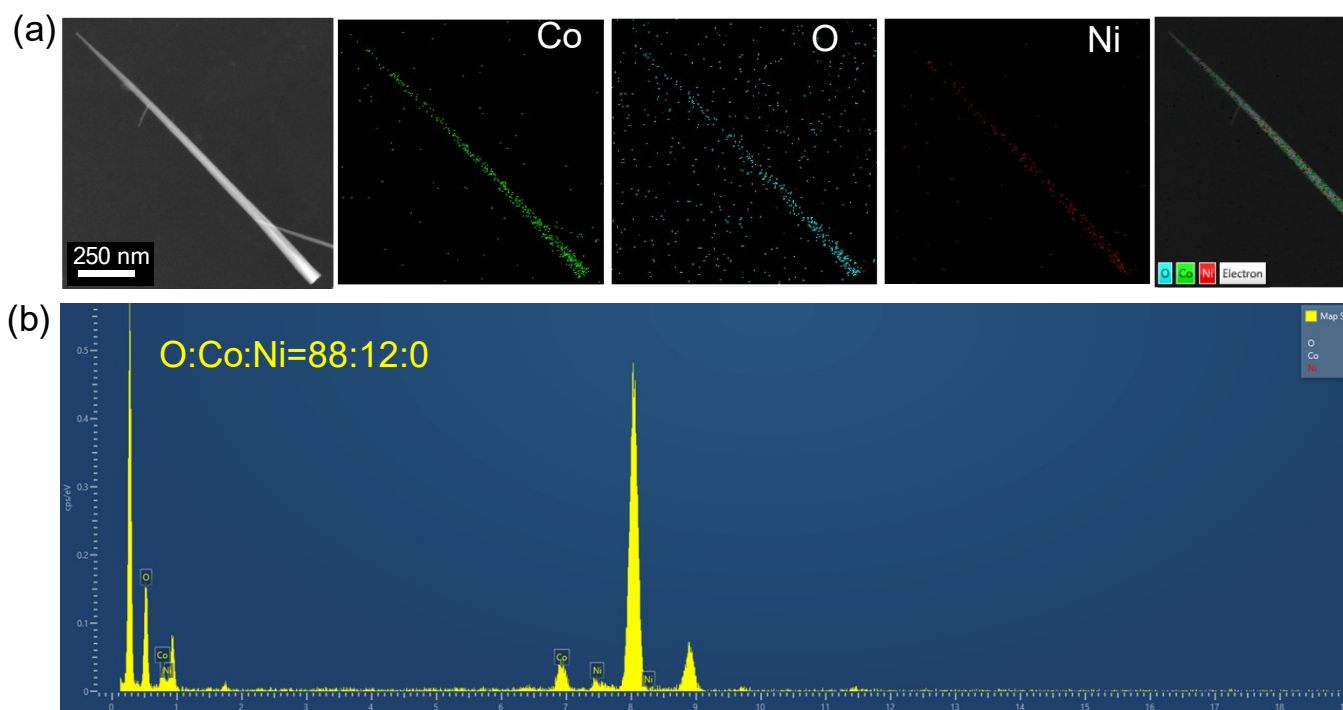 (a)
Co
O
Ni
250 nm
O Co Ni Electron
(b)
O:Co:Ni=88:12:0
Map S
O
Co
Ni
cps/eV
0.5
0.4
0.3
0.2
0.1
0
O
Co
Ni
Co
Ni
Ni
0 1 2 3 4 5 6 7 8 9 10 11 12 13 14 15 16 17 18